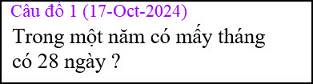 Câu đố 1 (17-Oct-2024)
Trong một năm có mấy tháng
có 28 ngày ?